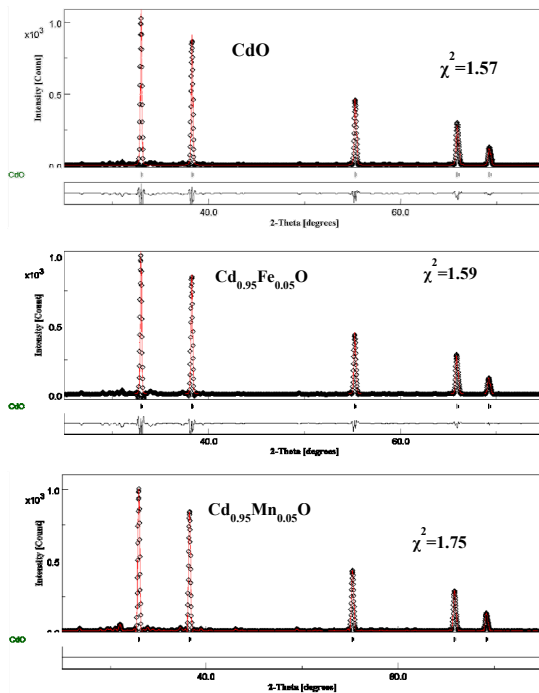 x10³
1.0
CdO
χ²=1.57
Intensity [Count]
0.5
0.0
CdO
40.0
60.0
2-Theta [degrees]
x10³
1.0
Cd₀.₉₅Fe₀.₀₅O
χ²=1.59
Intensity [Count]
0.5
0.0
CdO
40.0
60.0
2-Theta [degrees]
x10³
1.0
Cd₀.₉₅Mn₀.₀₅O
χ²=1.75
Intensity [Count]
0.5
0.0
CdO
40.0
60.0
2-Theta [degrees]